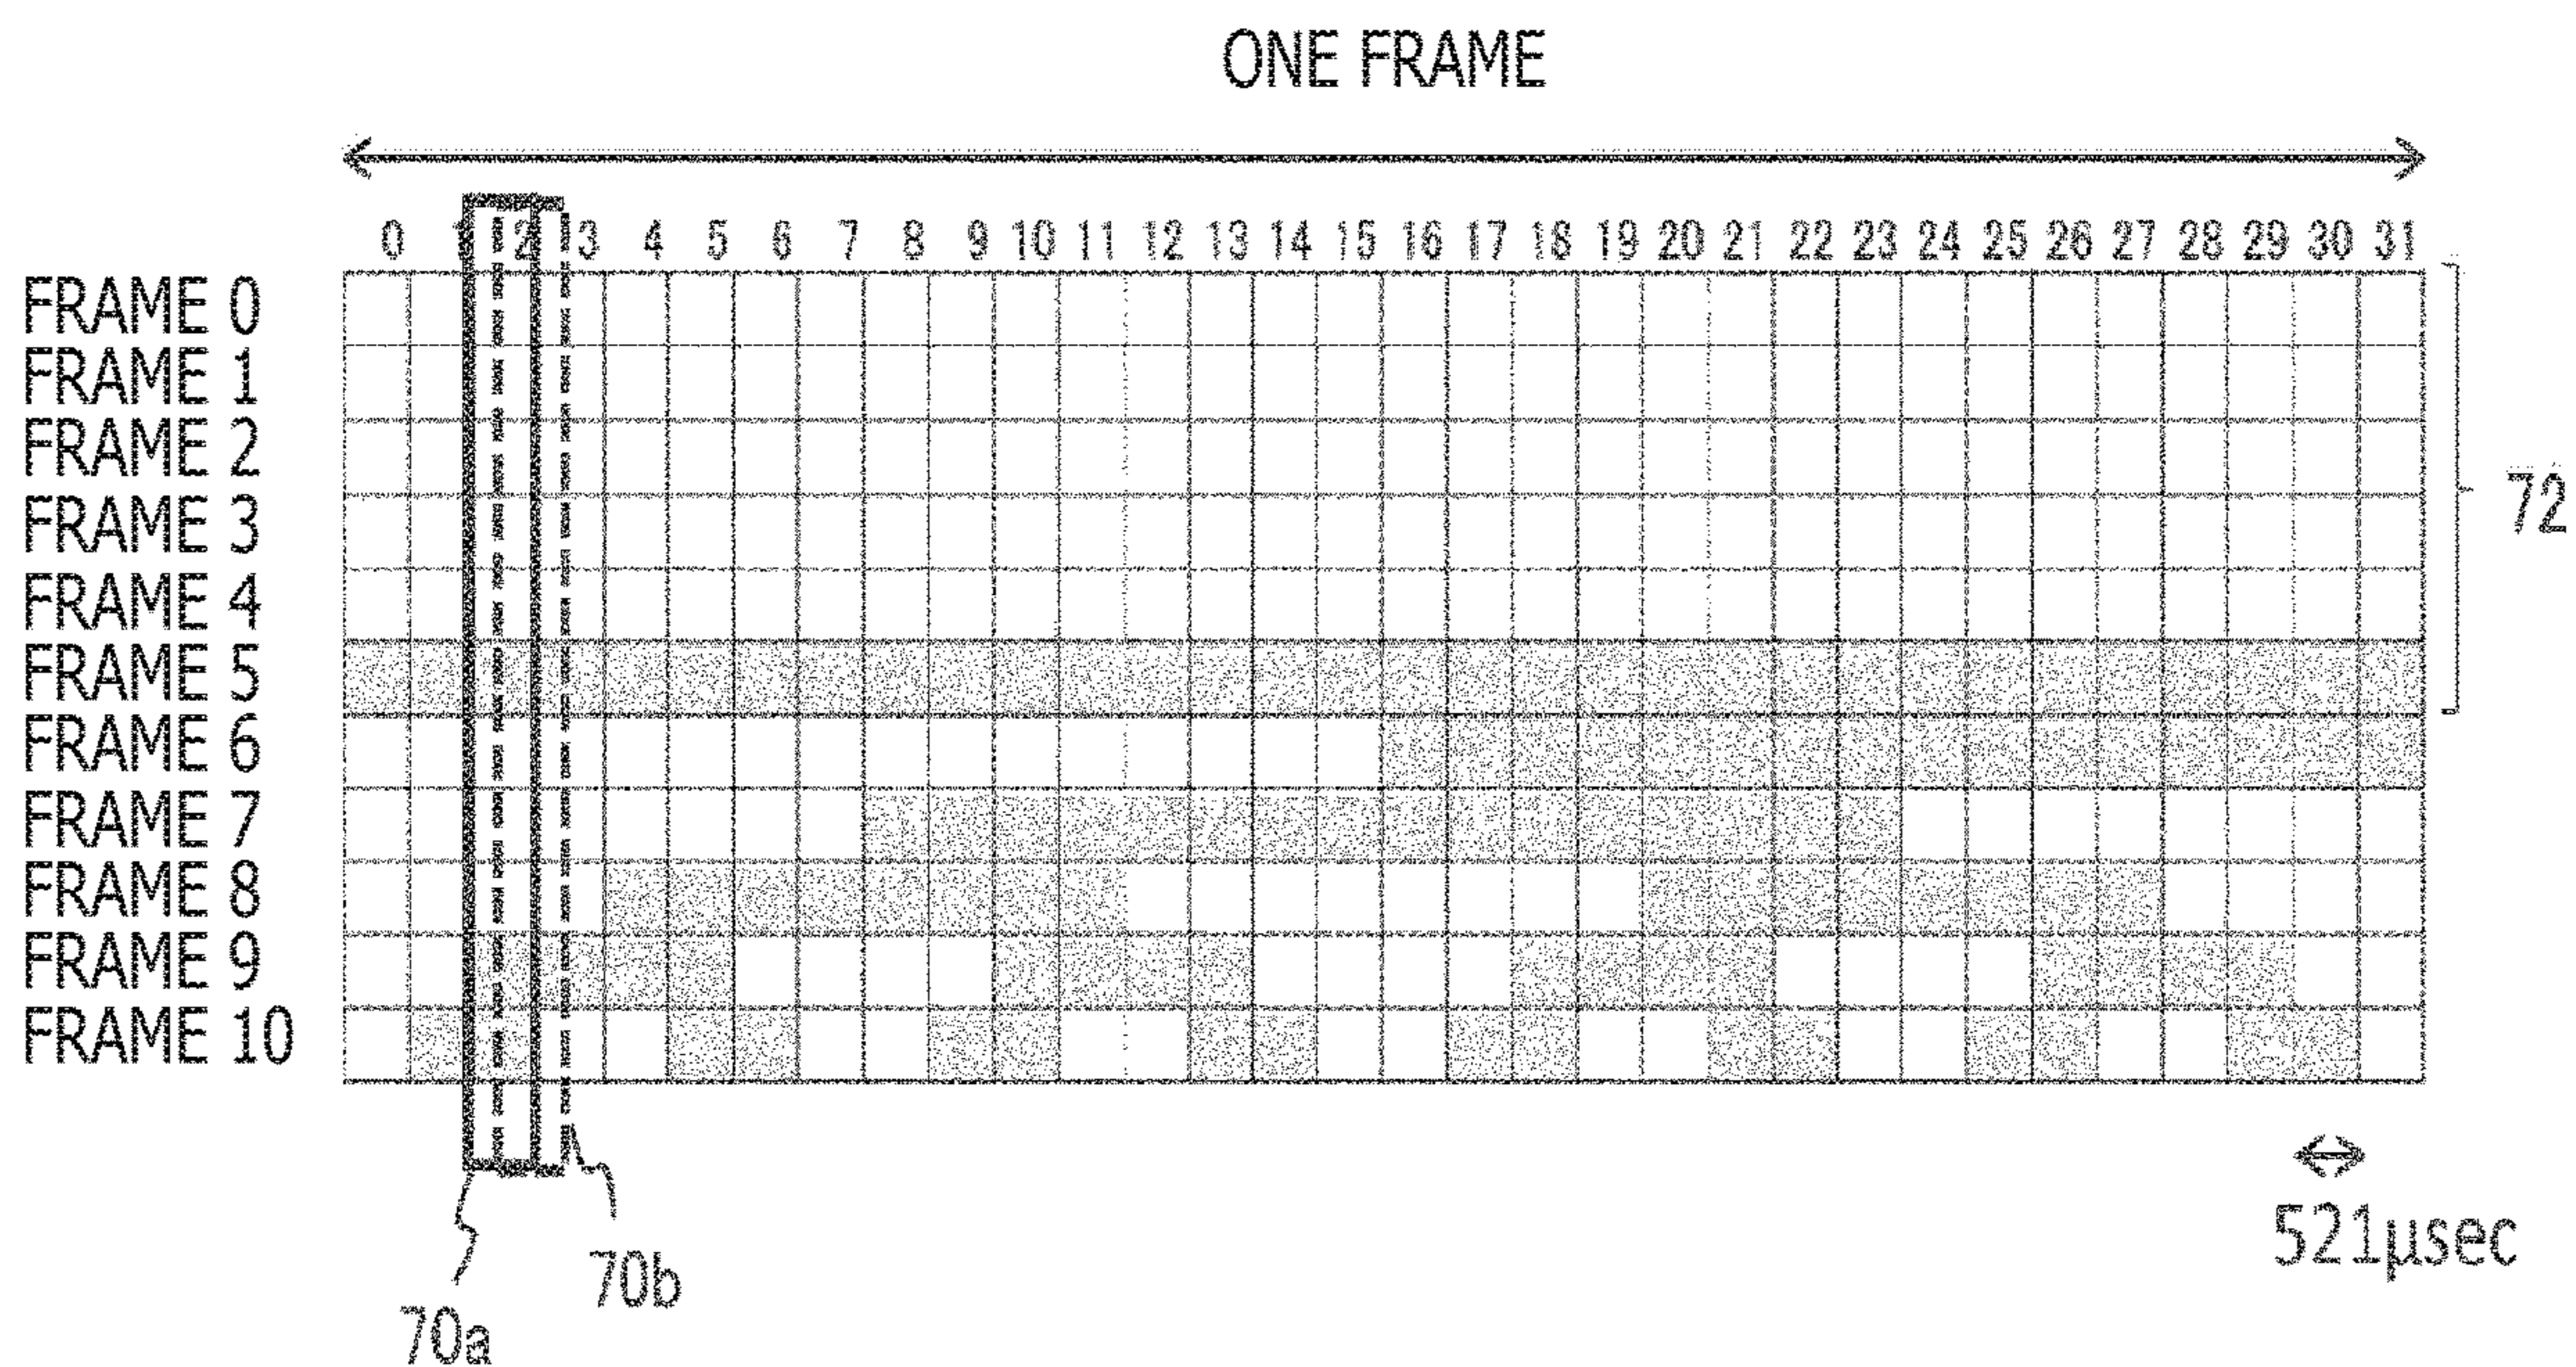 ONE FRAME
0 1 2 3 4 5 6 7 8 9 10 11 12 13 14 15 16 17 18 19 20 21 22 23 24 25 26 27 28 29 30 31
FRAME 0
FRAME 1
FRAME 2
FRAME 3
72
FRAME 4
FRAME 5
FRAME 6
FRAME 7
FRAME 8
FRAME 9
FRAME 10
521μsec
70b
70a